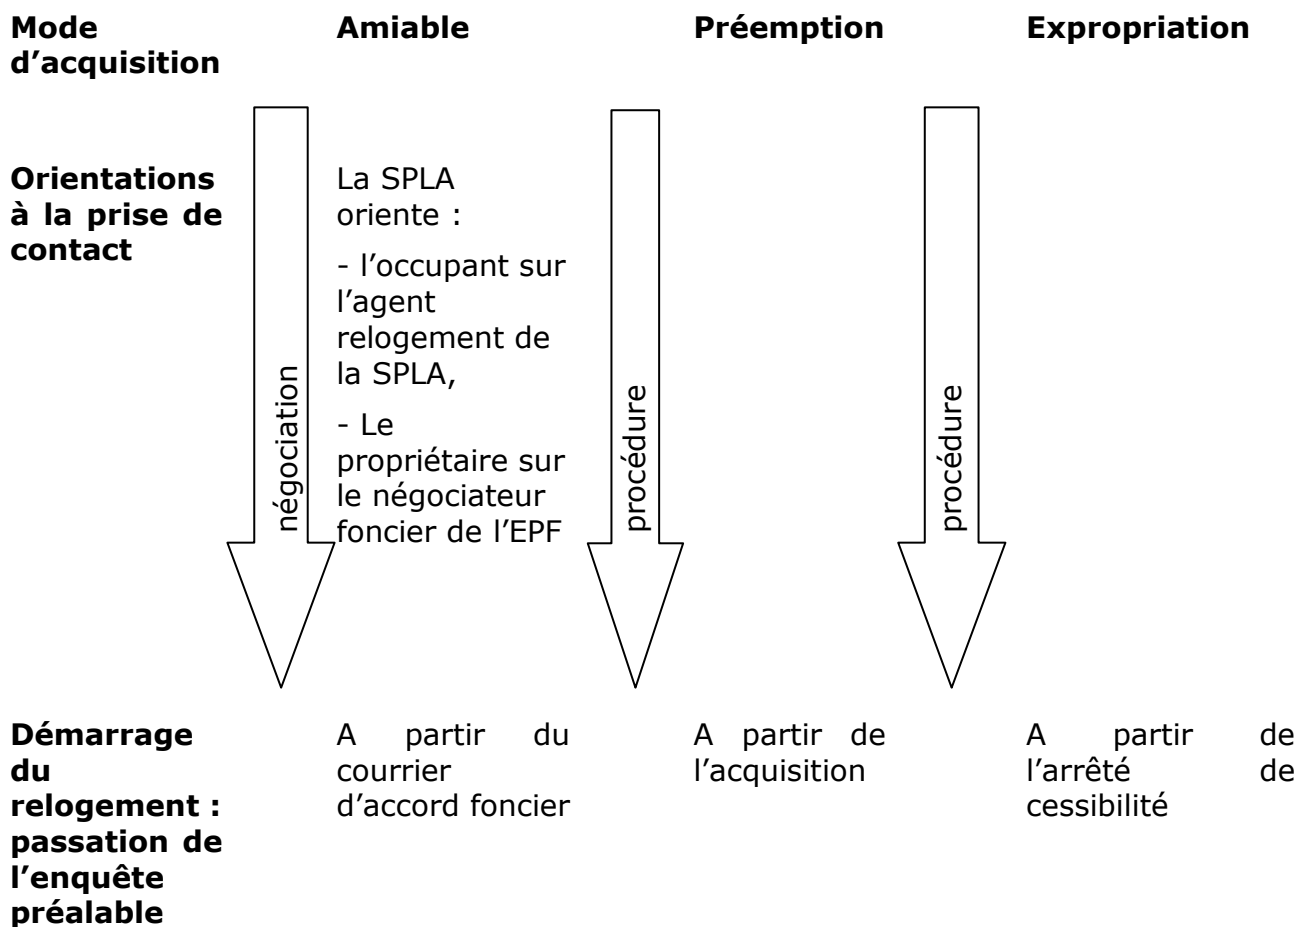 Mode
d’acquisition
Amiable
Préemption
Expropriation
Orientations
à la prise de
contact
négociation
La SPLA
oriente :
- l’occupant sur
l’agent
relogement de
la SPLA,
- Le
propriétaire sur
le négociateur
foncier de l’EPF
procédure
procédure
Démarrage
du
relogement :
passation de
l’enquête
préalable
A partir du
courrier
d’accord foncier
A partir de
l’acquisition
A partir de
l’arrêté de
cessibilité